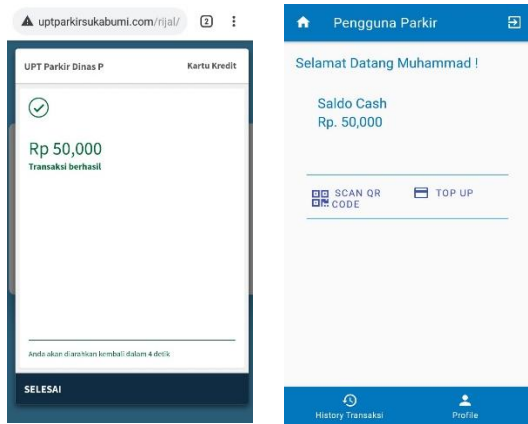 uptparkirsukabumi.com/rijal/
2
UPT Parkir Dinas P
Kartu Kredit
Rp 50,000
Transaksi berhasil
Anda akan diarahkan kembali dalam 4 detik
SELESAI
Pengguna Parkir
Selamat Datang Muhammad !
Saldo Cash
Rp. 50,000
SCAN QR
CODE
TOP UP
History Transaksi
Profile